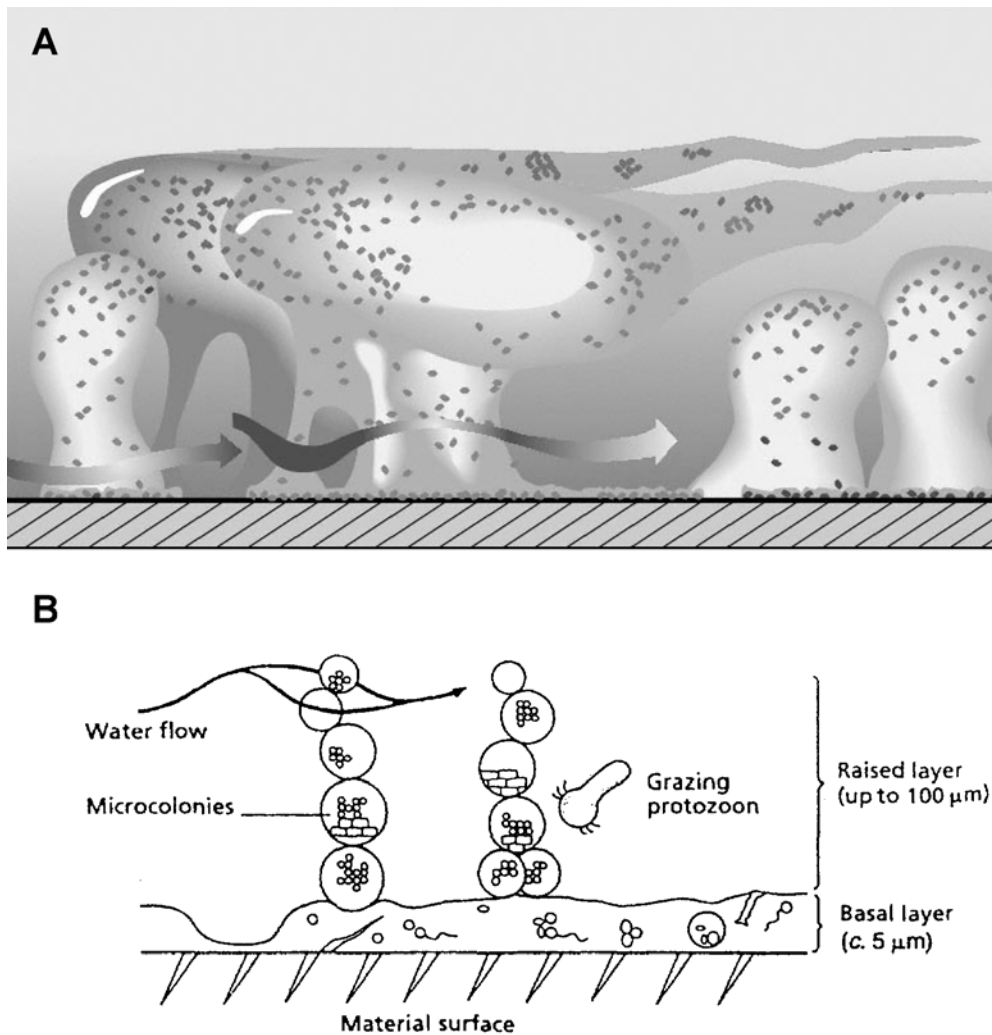 A
B
Water flow
Microcolonies
Grazing
protozoon
Raised layer
(up to 100 μm)
Basal layer
(c. 5 μm)
Material surface